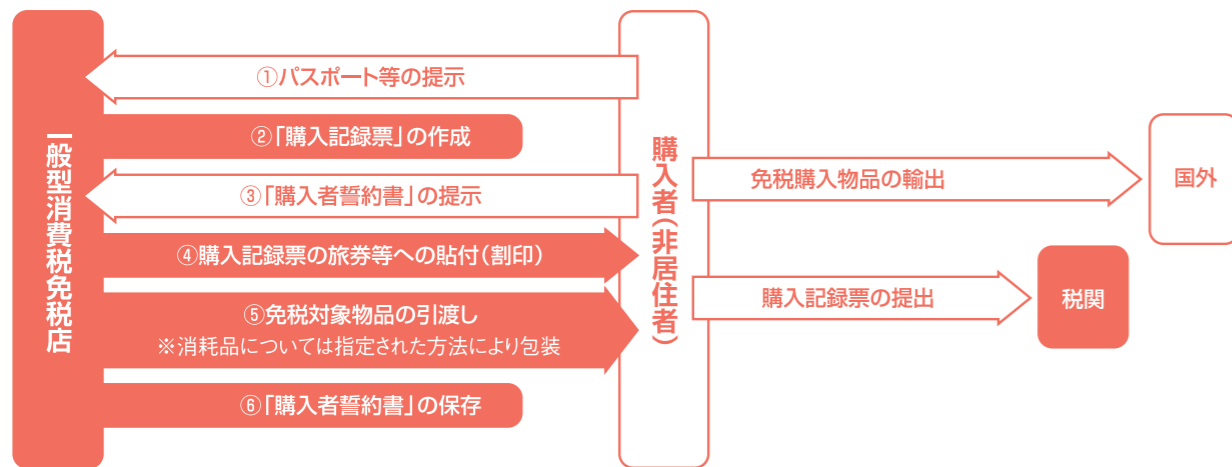 一般型消費税免税店
①パスポート等の提示
②「購入記録票」の作成
③「購入者誓約書」の提示
④購入記録票の旅券等への貼付(割印)
⑤免税対象物品の引渡し
※消耗品については指定された方法により包装
⑥「購入者誓約書」の保存
購入者(非居住者)
免税購入物品の輸出
国外
購入記録票の提出
税関